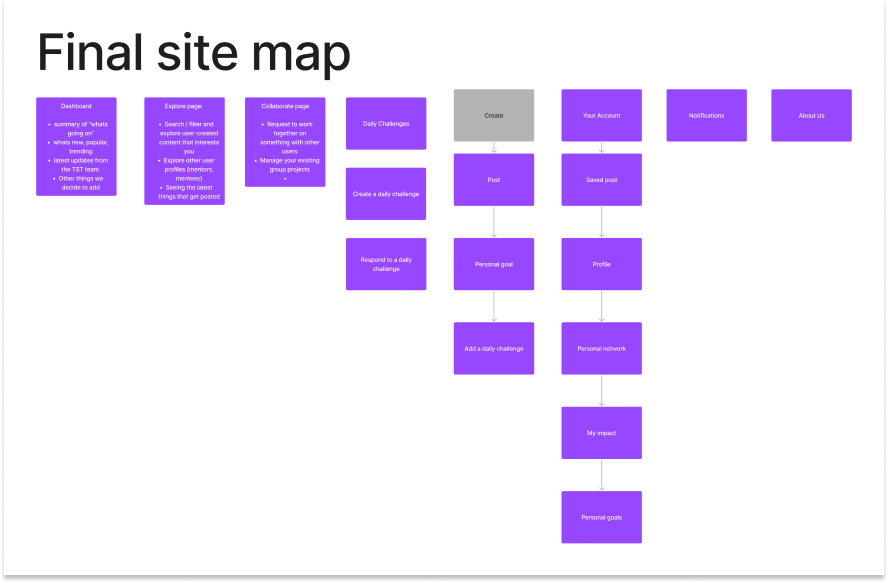 Final site map
Dashboard
• summary of "whats
going on"
• whats new, popular,
trending
• latest updates from
the TST team
• Other things we
decide to add
Explore page:
• Search / filter and
explore user-created
content that interests
you
• Explore other user
profiles (mentors,
mentees)
• Seeing the latest
things that get posted
Collaborate page
• Request to work
together on
something with other
users
• Manage your existing
group projects
•
Daily Challenges
Create a daily challenge
Respond to a daily
challenge
Create
Post
Personal goal
Add a daily challenge
Your Account
Saved post
Profile
Personal network
My impact
Personal goals
Notifications
About Us